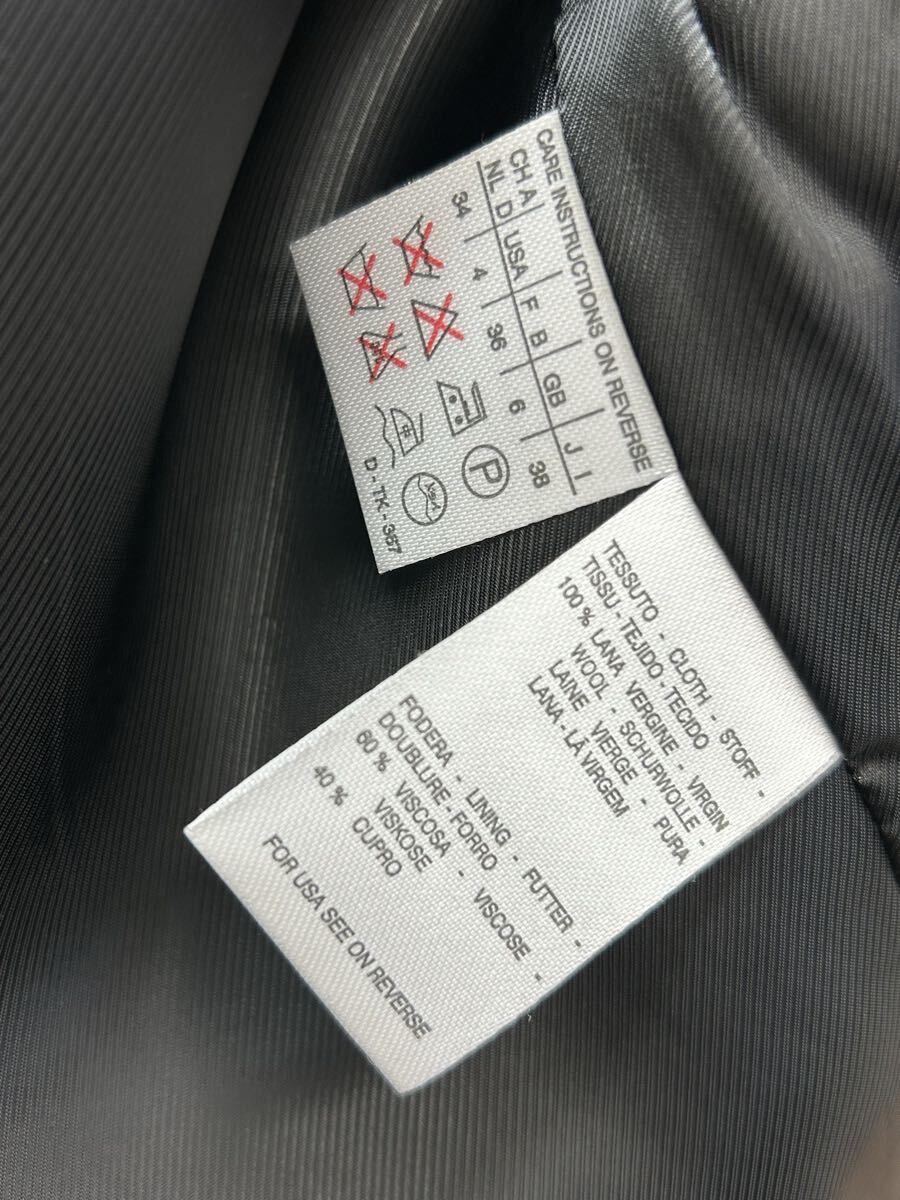 CARE INSTRUCTIONS ON REVERSE
CH A
NL D USA F B GB J I
34 4 36 6 38
P
D - TK - 367
TESSUTO - CLOTH - STOFF -
TISSU - TEJIDO - TECIDO
100 % LANA VERGINE - VIRGIN
WOOL - SCHURWOLLE -
LAINE VIERGE - PURA
LANA - LÃ VIRGEM
FODERA - LINING - FUTTER -
DOUBLURE - FORRO
60 % VISCOSA - VISCOSE -
VISKOSE
40 % CUPRO
FOR USA SEE ON REVERSE